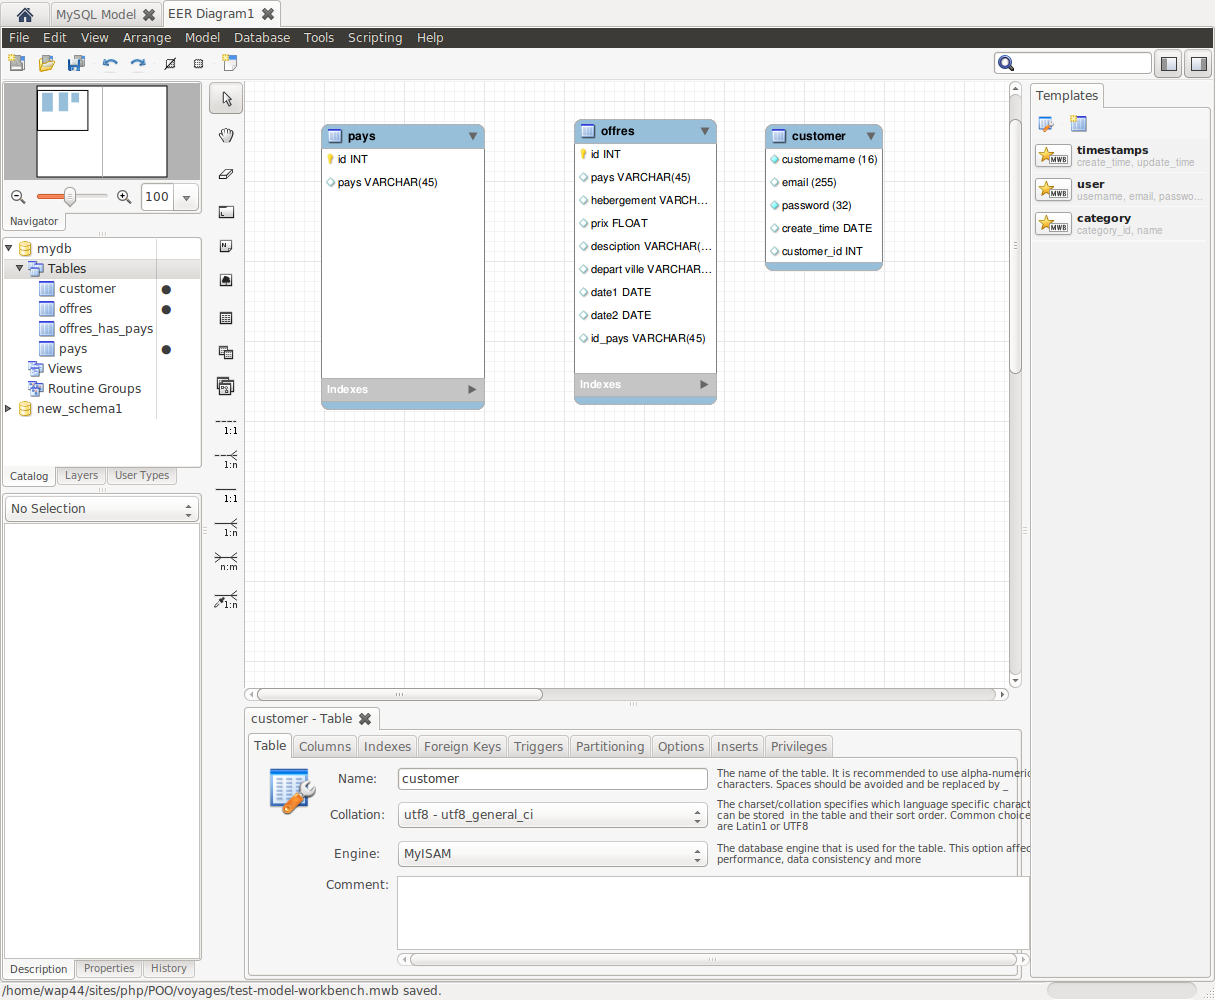 MySQL Model
EER Diagram1
File Edit View Arrange Model Database Tools Scripting Help
100
Navigator
mydb
Tables
customer
offres
offres_has_pays
pays
Views
Routine Groups
new_schema1
Catalog
Layers
User Types
No Selection
Description
Properties
History
1:1
1:n
1:1
1:n
n:m
1:n
pays
id INT
pays VARCHAR(45)
Indexes
offres
id INT
pays VARCHAR(45)
hebergement VARCH...
prix FLOAT
desciption VARCHAR(...
depart ville VARCHAR...
date1 DATE
date2 DATE
id_pays VARCHAR(45)
Indexes
customer
customername (16)
email (255)
password (32)
create_time DATE
customer_id INT
Templates
timestamps
create_time, update_time
user
username, email, passwo...
category
category_id, name
MWB
MWB
MWB
customer - Table
Table
Columns
Indexes
Foreign Keys
Triggers
Partitioning
Options
Inserts
Privileges
Name:
customer
The name of the table. It is recommended to use alpha-numeric
characters. Spaces should be avoided and be replaced by _
Collation:
utf8 - utf8_general_ci
The charset/collation specifies which language specific charact
can be stored in the table and their sort order. Common choice
are Latin1 or UTF8
Engine:
MyISAM
The database engine that is used for the table. This option affec
performance, data consistency and more
Comment:
/home/wap44/sites/php/POO/voyages/test-model-workbench.mwb saved.